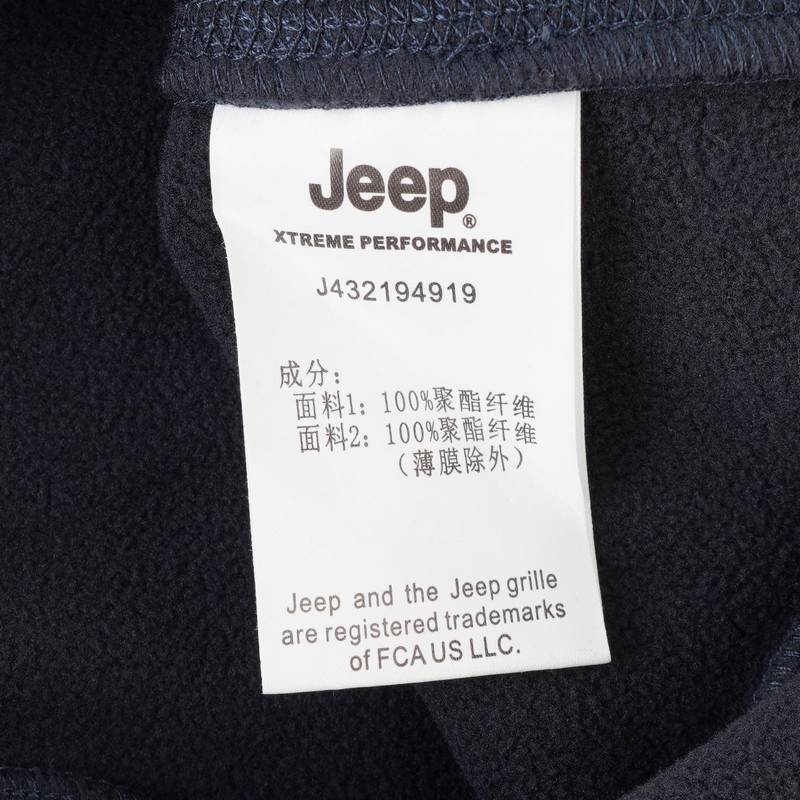 Jeep®
XTREME PERFORMANCE
J432194919
成分：
面料1：100%聚酯纤维
面料2：100%聚酯纤维
（薄膜除外）
Jeep and the Jeep grille
are registered trademarks
of FCA US LLC.